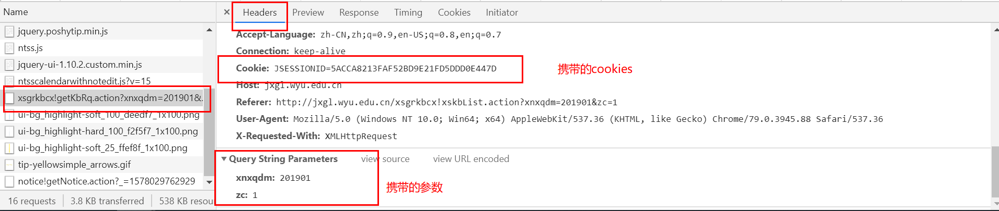 Name
jquery.poshytip.min.js
ntss.js
jquery-ui-1.10.2.custom.min.js
ntsscalendarwithnotedit.js?v=15
xsgrkbcx!getKbRq.action?xnxqdm=201901&..
ui-bg_highlight-soft_100_deedf7_1x100.png
ui-bg_highlight-hard_100_f2f5f7_1x100.png
ui-bg_highlight-soft_25_ffef8f_1x100.png
tip-yellowsimple_arrows.gif
notice!getNotice.action?_=1578029762929
16 requests 3.8 KB transferred 538 KB resou
× Headers Preview Response Timing Cookies Initiator
Accept-Language: zh-CN,zh;q=0.9,en-US;q=0.8,en;q=0.7
Connection: keep-alive
Cookie: JSESSIONID=5ACCA8213FAF52BD9E21FD5DDD0E447D
携带的cookies
Host: jxgl.wyu.edu.cn
Referer: http://jxgl.wyu.edu.cn/xsgrkbcx!xskbList.action?xnxqdm=201901&zc=1
User-Agent: Mozilla/5.0 (Windows NT 10.0; Win64; x64) AppleWebKit/537.36 (KHTML, like Gecko) Chrome/79.0.3945.88 Safari/537.36
X-Requested-With: XMLHttpRequest
Query String Parameters view source view URL encoded
xnxqdm: 201901
携带的参数
zc: 1